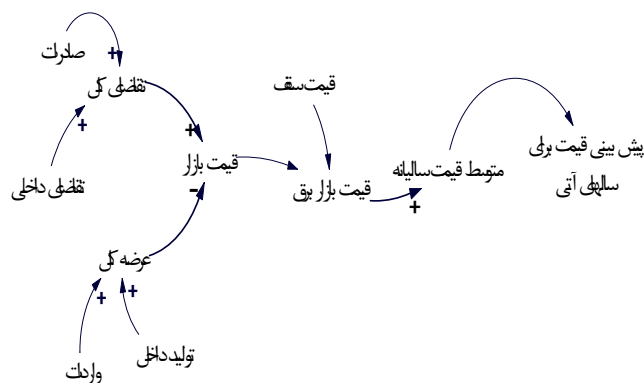 صادرات
+
تقاضای کل
+
تقاضای داخلی
+
قیمت بازار
-
عرضه کل
+
+
واردات
تولید داخلی
قیمت سقف
قیمت بازار برق
+
متوسط قیمت سالیانه
پیش بینی قیمت برای
سالهای آتی